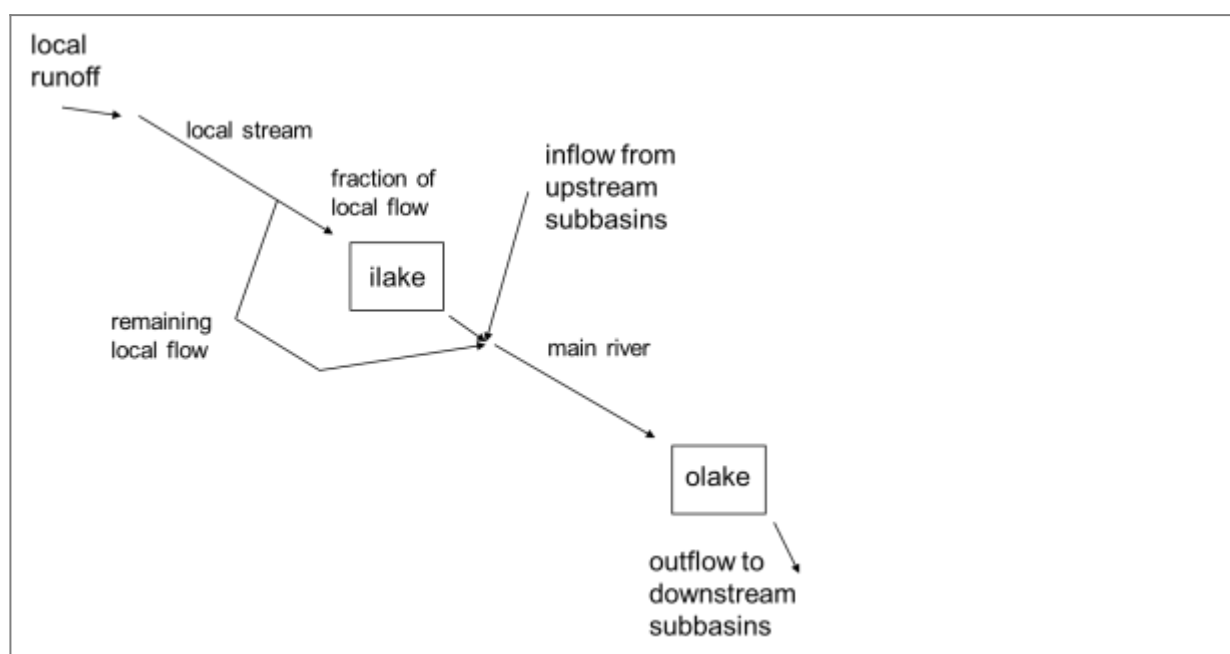 local
runoff
local stream
fraction of
local flow
inflow from
upstream
subbasins
ilake
remaining
local flow
main river
olake
outflow to
downstream
subbasins